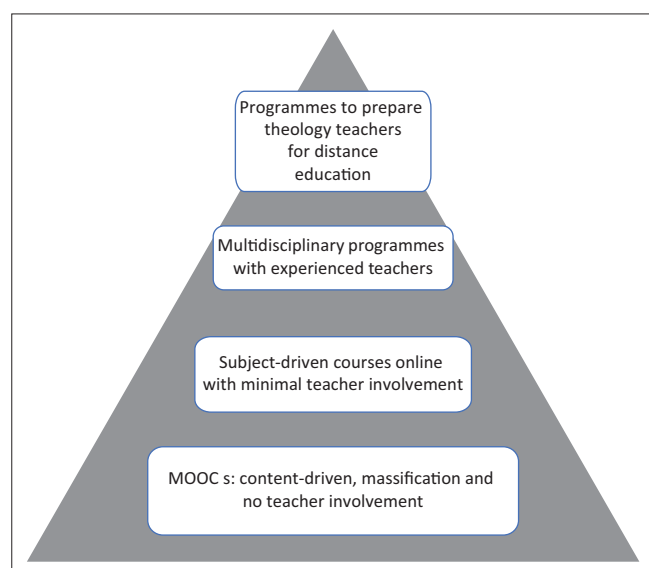 Programmes to prepare
theology teachers
for distance
education
Multidisciplinary programmes
with experienced teachers
Subject-driven courses online
with minimal teacher involvement
MOOC s: content-driven, massification and
no teacher involvement